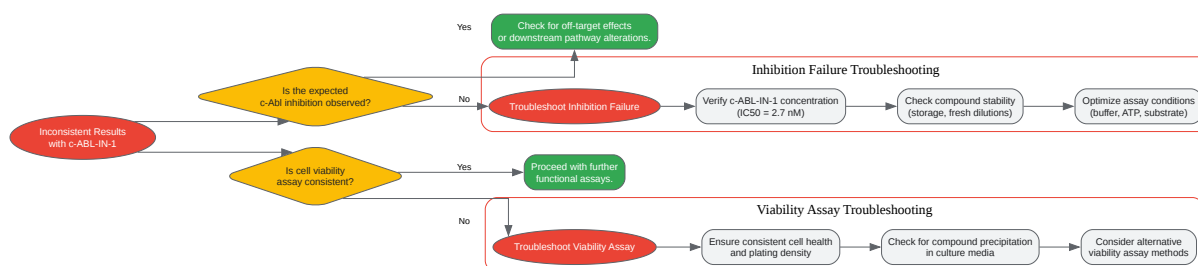 Yes
Check for off-target effects
or downstream pathway alterations.
Inhibition Failure Troubleshooting
Is the expected
c-Abl inhibition observed?
No
Troubleshoot Inhibition Failure
Verify c-ABL-IN-1 concentration
(IC50 = 2.7 nM)
Check compound stability
(storage, fresh dilutions)
Optimize assay conditions
(buffer, ATP, substrate)
Inconsistent Results
with c-ABL-IN-1
Is cell viability
assay consistent?
Yes
Proceed with further
functional assays.
Viability Assay Troubleshooting
No
Troubleshoot Viability Assay
Ensure consistent cell health
and plating density
Check for compound precipitation
in culture media
Consider alternative
viability assay methods